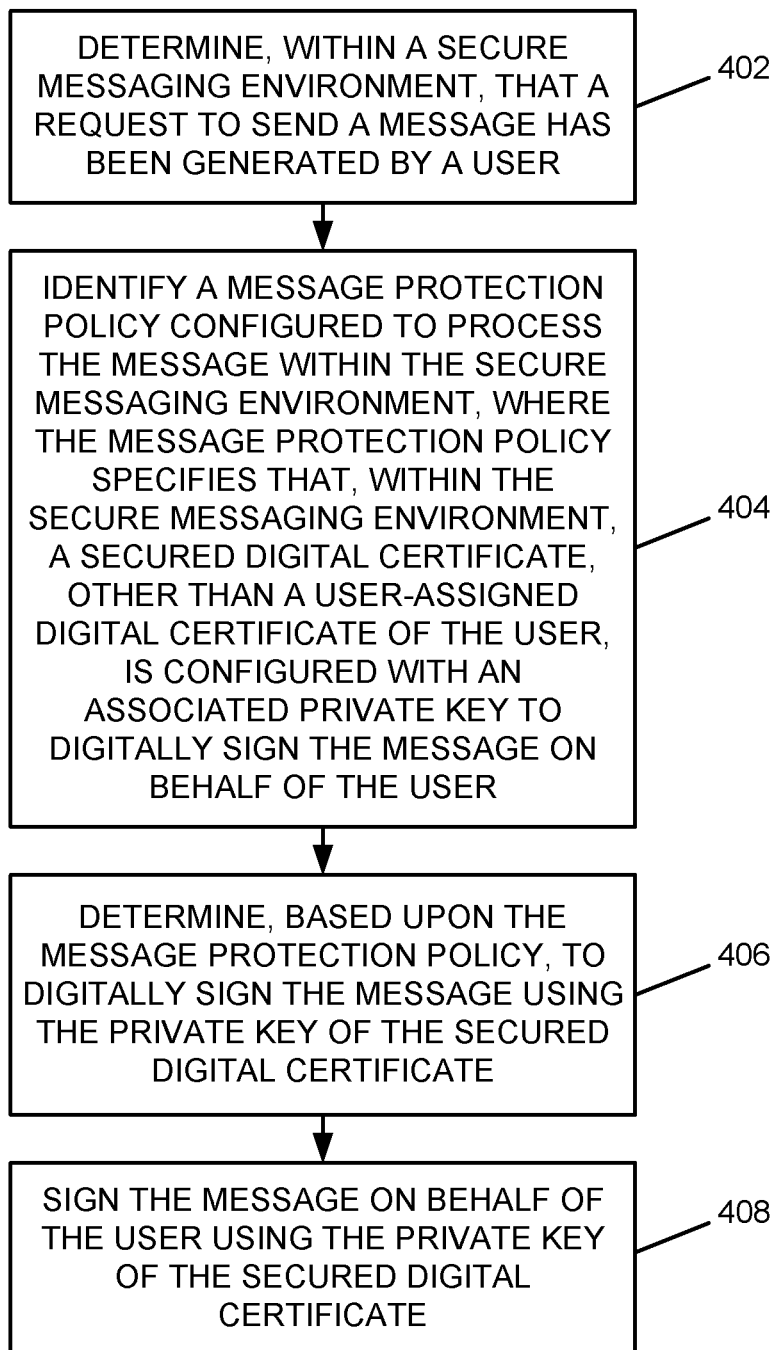 DETERMINE, WITHIN A SECURE
MESSAGING ENVIRONMENT, THAT A
REQUEST TO SEND A MESSAGE HAS
BEEN GENERATED BY A USER
402
IDENTIFY A MESSAGE PROTECTION
POLICY CONFIGURED TO PROCESS
THE MESSAGE WITHIN THE SECURE
MESSAGING ENVIRONMENT, WHERE
THE MESSAGE PROTECTION POLICY
SPECIFIES THAT, WITHIN THE
SECURE MESSAGING ENVIRONMENT,
A SECURED DIGITAL CERTIFICATE,
OTHER THAN A USER-ASSIGNED
DIGITAL CERTIFICATE OF THE USER,
IS CONFIGURED WITH AN
ASSOCIATED PRIVATE KEY TO
DIGITALLY SIGN THE MESSAGE ON
BEHALF OF THE USER
404
DETERMINE, BASED UPON THE
MESSAGE PROTECTION POLICY, TO
DIGITALLY SIGN THE MESSAGE USING
THE PRIVATE KEY OF THE SECURED
DIGITAL CERTIFICATE
406
SIGN THE MESSAGE ON BEHALF OF
THE USER USING THE PRIVATE KEY
OF THE SECURED DIGITAL
CERTIFICATE
408